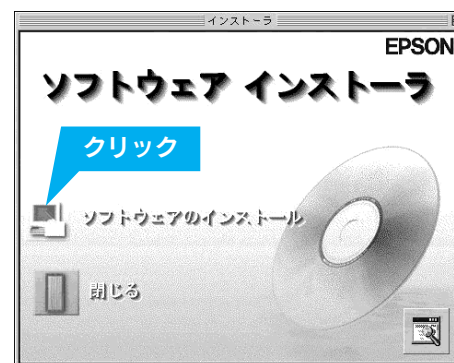 インストーラ
EPSON
ソフトウェア インストーラ
クリック
ソフトウェアのインストール
閉じる